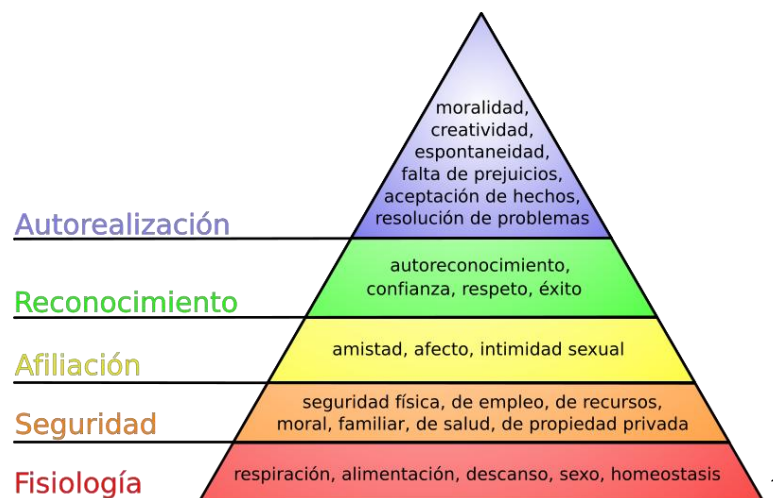 moralidad,
creatividad,
espontaneidad,
falta de prejuicios,
aceptación de hechos,
resolución de problemas
Autorealización
autoreconocimiento,
confianza, respeto, éxito
Reconocimiento
amistad, afecto, intimidad sexual
Afiliación
seguridad física, de empleo, de recursos,
moral, familiar, de salud, de propiedad privada
Seguridad
respiración, alimentación, descanso, sexo, homeostasis
Fisiología